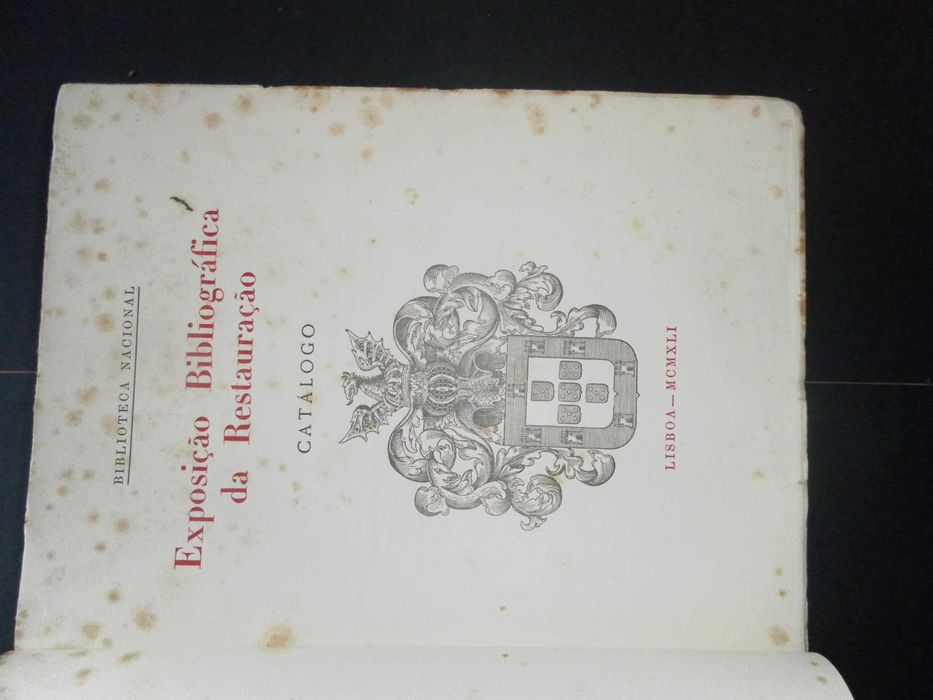 BIBLIOTECA NACIONAL
Exposição Bibliográfica
da Restauração
CATÁLOGO
LISBOA — MCMXLI